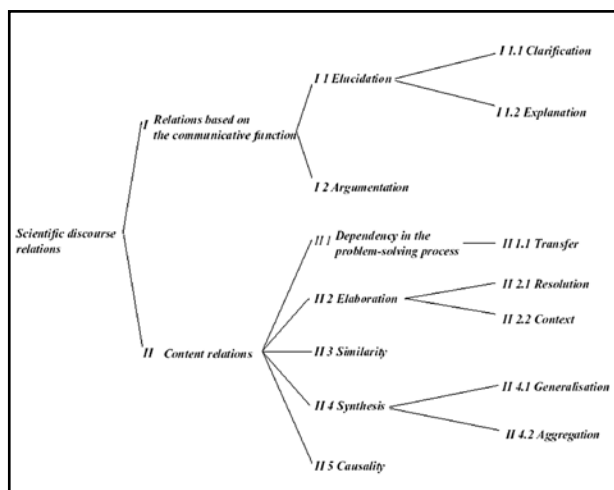 I 1.1 Clarification
I 1 Elucidation
I Relations based on
the communicative function
I 1.2 Explanation
I 2 Argumentation
Scientific discourse
relations
II 1 Dependency in the
problem-solving process
II 1.1 Transfer
II 2 Elaboration
II 2.1 Resolution
II 2.2 Context
II Content relations
II 3 Similarity
II 4 Synthesis
II 4.1 Generalisation
II 4.2 Aggregation
II 5 Causality